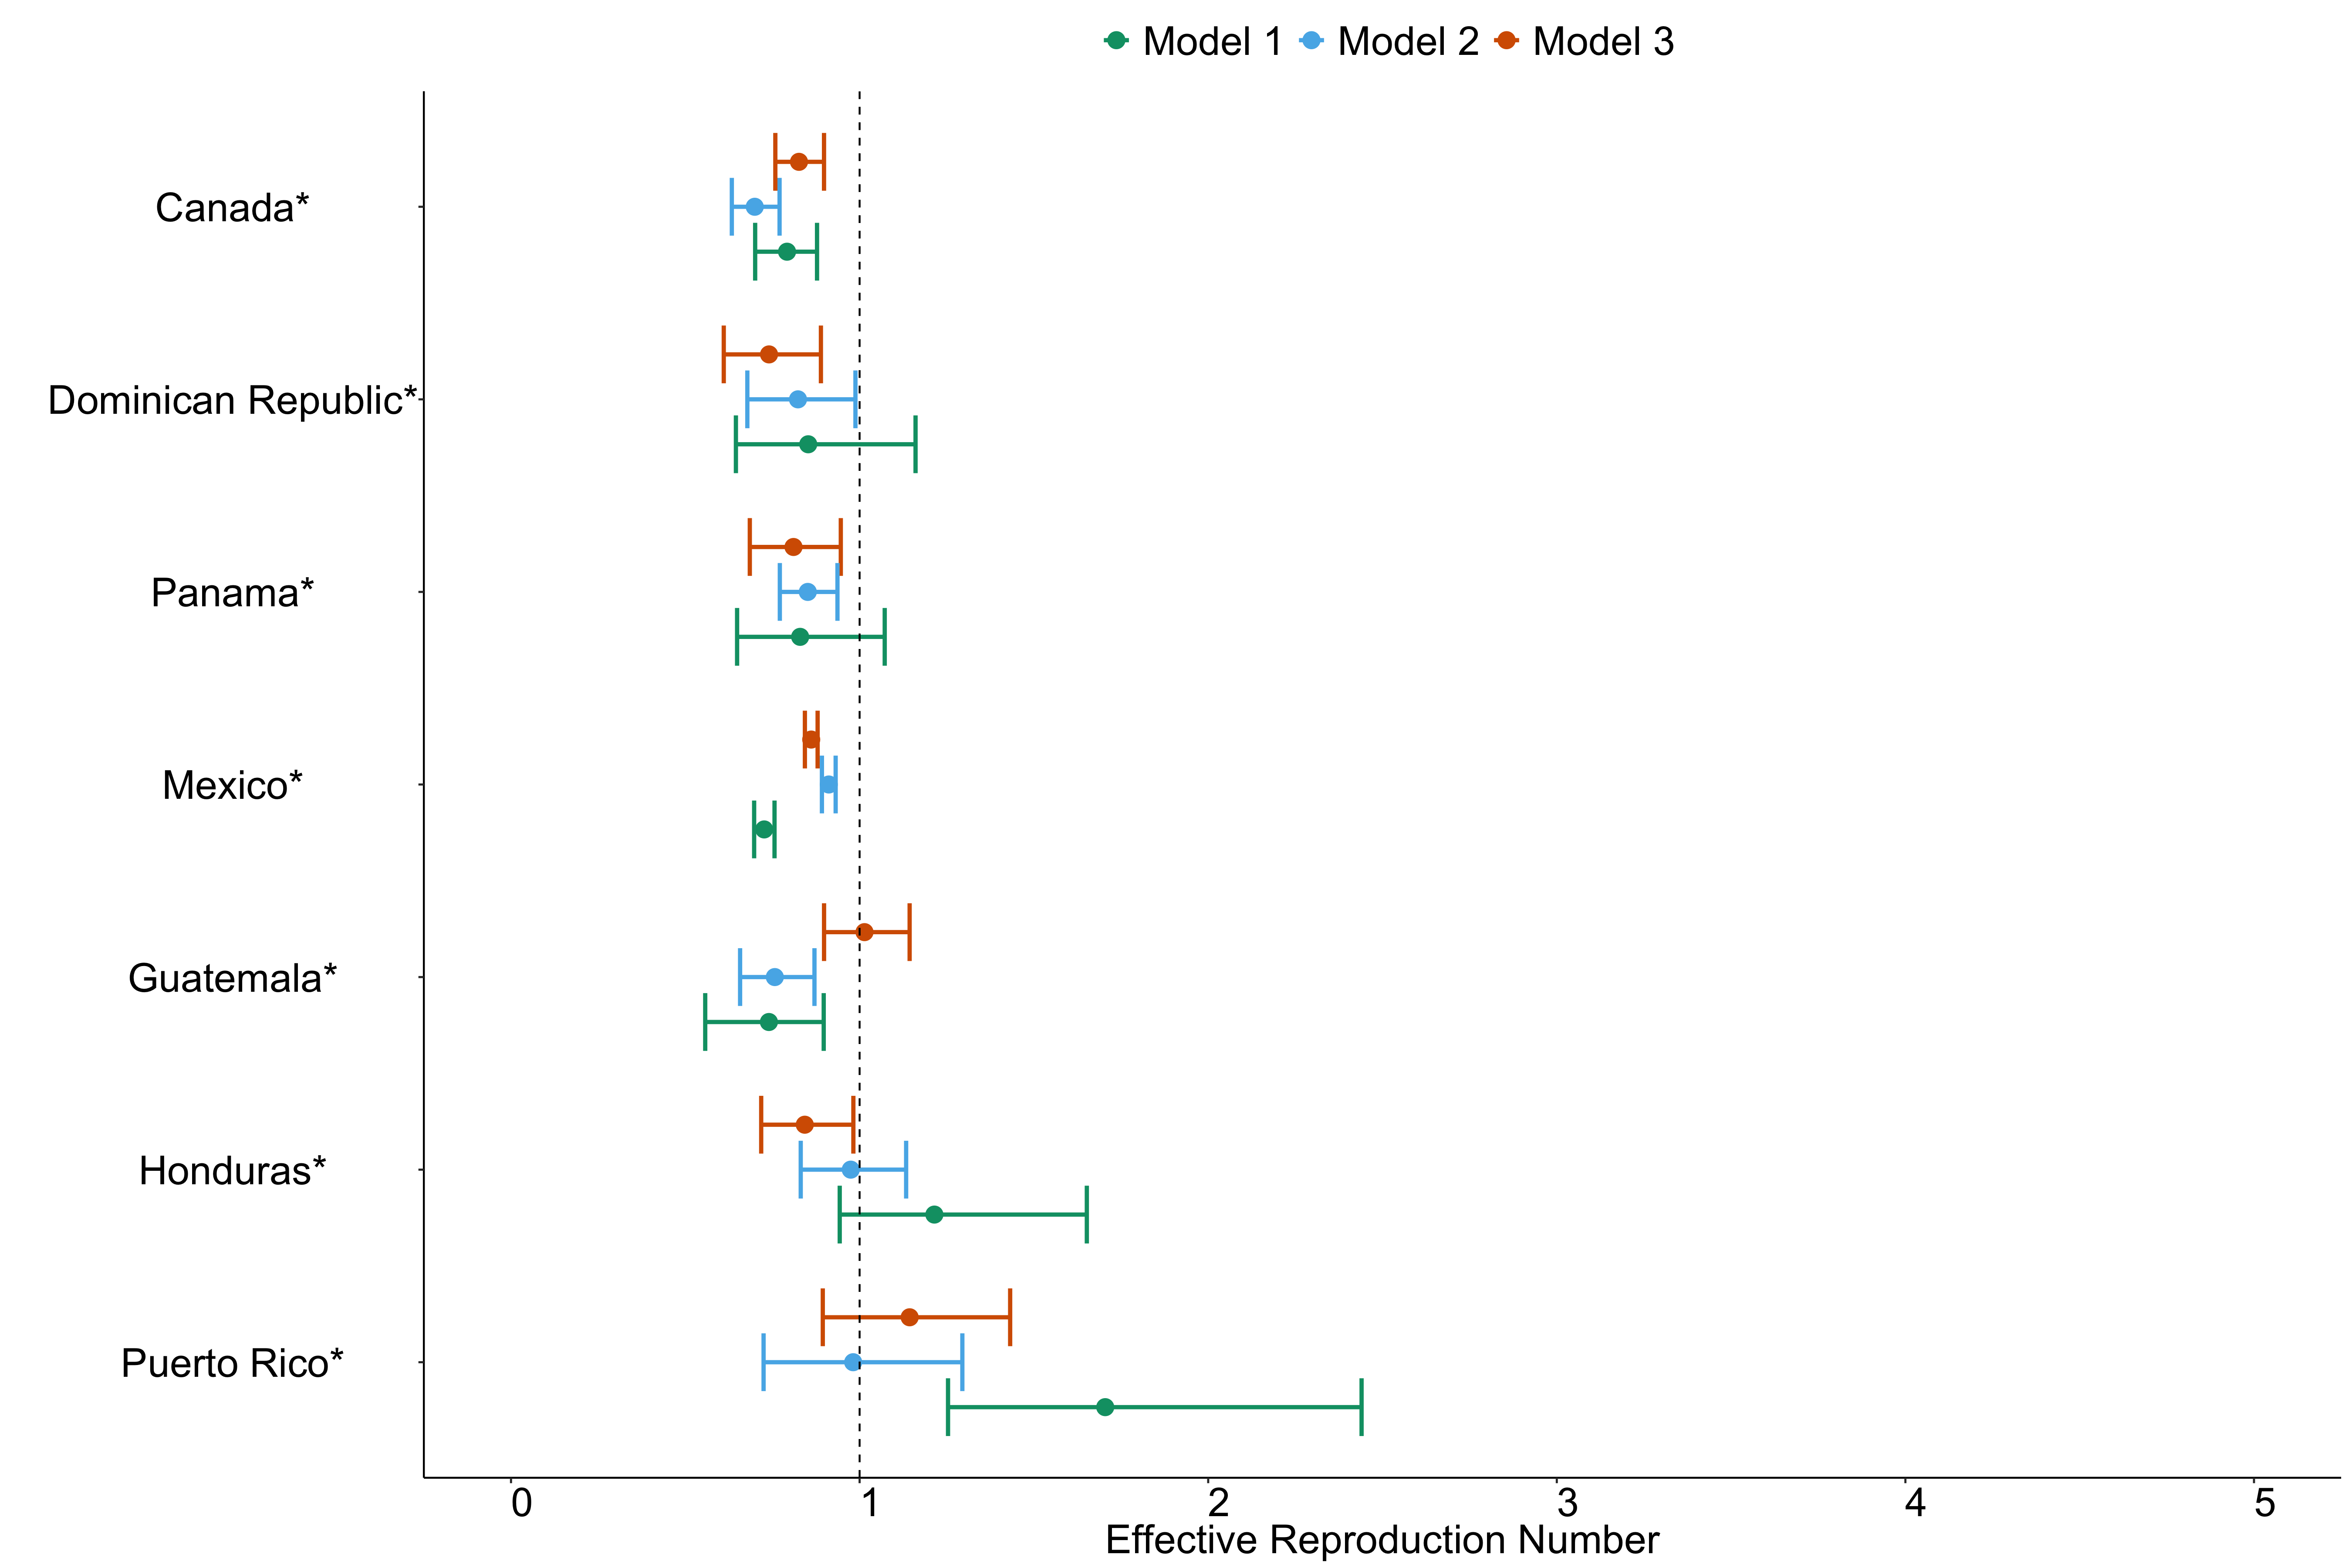 Model 1 Model 2 Model 3
Canada*
Dominican Republic*
Panama*
Mexico*
Guatemala*
Honduras*
Puerto Rico*
0 1 2 3 4 5
Effective Reproduction Number